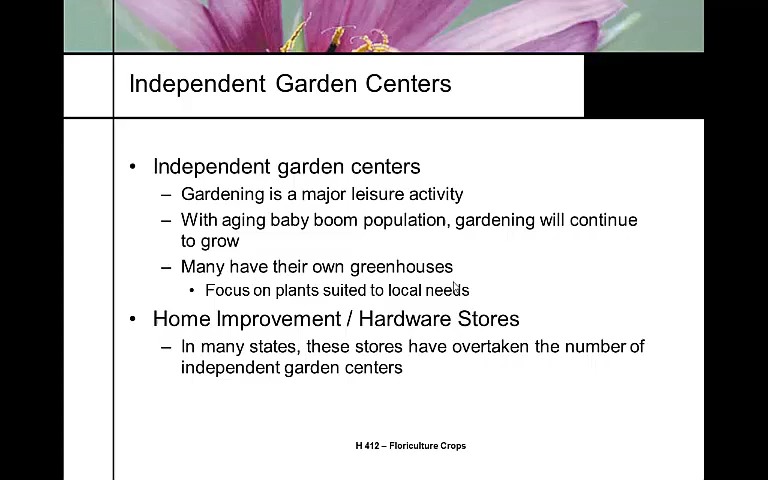 Independent Garden Centers
• Independent garden centers
– Gardening is a major leisure activity
– With aging baby boom population, gardening will continue
to grow
– Many have their own greenhouses
• Focus on plants suited to local needs
• Home Improvement / Hardware Stores
– In many states, these stores have overtaken the number of
independent garden centers
H 412 – Floriculture Crops